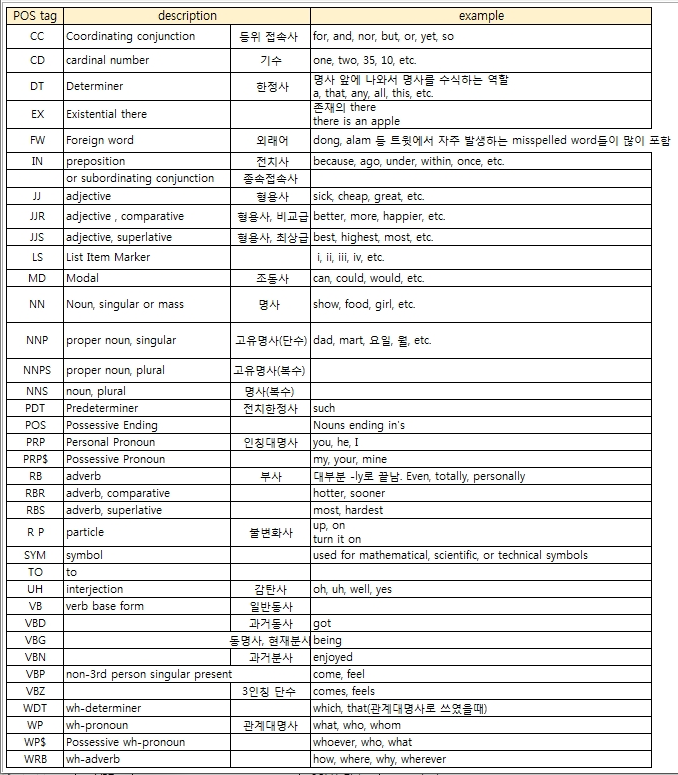 POS tag description example
CC Coordinating conjunction 등위 접속사 for, and, nor, but, or, yet, so
CD cardinal number 기수 one, two, 35, 10, etc.
DT Determiner 한정사 명사 앞에 나와서 명사를 수식하는 역할
a, that, any, all, this, etc.
EX Existential there 존재의 there
there is an apple
FW Foreign word 외래어 dong, alam 등 트윗에서 자주 발생하는 misspelled word들이 많이 포함
IN preposition 전치사 because, ago, under, within, once, etc.
or subordinating conjunction 종속접속사
JJ adjective 형용사 sick, cheap, great, etc.
JJR adjective , comparative 형용사, 비교급 better, more, happier, etc.
JJS adjective, superlative 형용사, 최상급 best, highest, most, etc.
LS List Item Marker i, ii, iii, iv, etc.
MD Modal 조동사 can, could, would, etc.
NN Noun, singular or mass 명사 show, food, girl, etc.
NNP proper noun, singular 고유명사(단수) dad, mart, 요일, 월, etc.
NNPS proper noun, plural 고유명사(복수)
NNS noun, plural 명사(복수)
PDT Predeterminer 전치한정사 such
POS Possessive Ending Nouns ending in's
PRP Personal Pronoun 인칭대명사 you, he, I
PRP$ Possessive Pronoun my, your, mine
RB adverb 부사 대부분 -ly로 끝남. Even, totally, personally
RBR adverb, comparative hotter, sooner
RBS adverb, superlative most, hardest
R P particle 불변화사 up, on
turn it on
SYM symbol used for mathematical, scientific, or technical symbols
TO to
UH interjection 감탄사 oh, uh, well, yes
VB verb base form 일반동사
VBD 과거동사 got
VBG 동명사, 현재분사 being
VBN 과거분사 enjoyed
VBP non-3rd person singular present come, feel
VBZ 3인칭 단수 comes, feels
WDT wh-determiner which, that(관계대명사로 쓰였을때)
WP wh-pronoun 관계대명사 what, who, whom
WP$ Possessive wh-pronoun whoever, who, what
WRB wh-adverb how, where, why, wherever